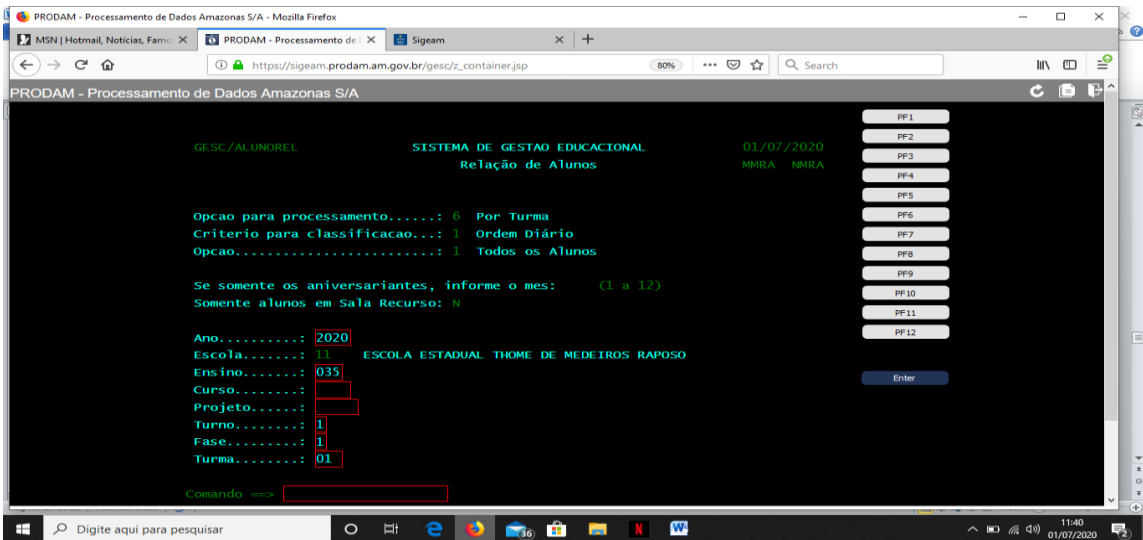 PRODAM - Processamento de Dados Amazonas S/A - Mozilla Firefox
MSN | Hotmail, Notícias, Famo
PRODAM - Processamento de
Sigeam
https://sigeam.prodam.am.gov.br/gesc/z_container.jsp
80%
Search
PRODAM - Processamento de Dados Amazonas S/A
GESC/ALUNOREL SISTEMA DE GESTAO EDUCACIONAL 01/07/2020
Relação de Alunos MMRA NMRA
Opcao para processamento......: 6 Por Turma
Criterio para classificacao...: 1 Ordem Diário
Opcao.........................: 1 Todos os Alunos
Se somente os aniversariantes, informe o mes: (1 a 12)
Somente alunos em Sala Recurso: N
Ano..........: 2020
Escola.......: 11 ESCOLA ESTADUAL THOME DE MEDEIROS RAPOSO
Ensino.......: 035
Curso........:
Projeto......:
Turno........: 1
Fase.........: 1
Turma........: 01
Comando ==>
PF1
PF2
PF3
PF4
PF5
PF6
PF7
PF8
PF9
PF10
PF11
PF12
Enter
Digite aqui para pesquisar
36
N
W
11:40
01/07/2020
2